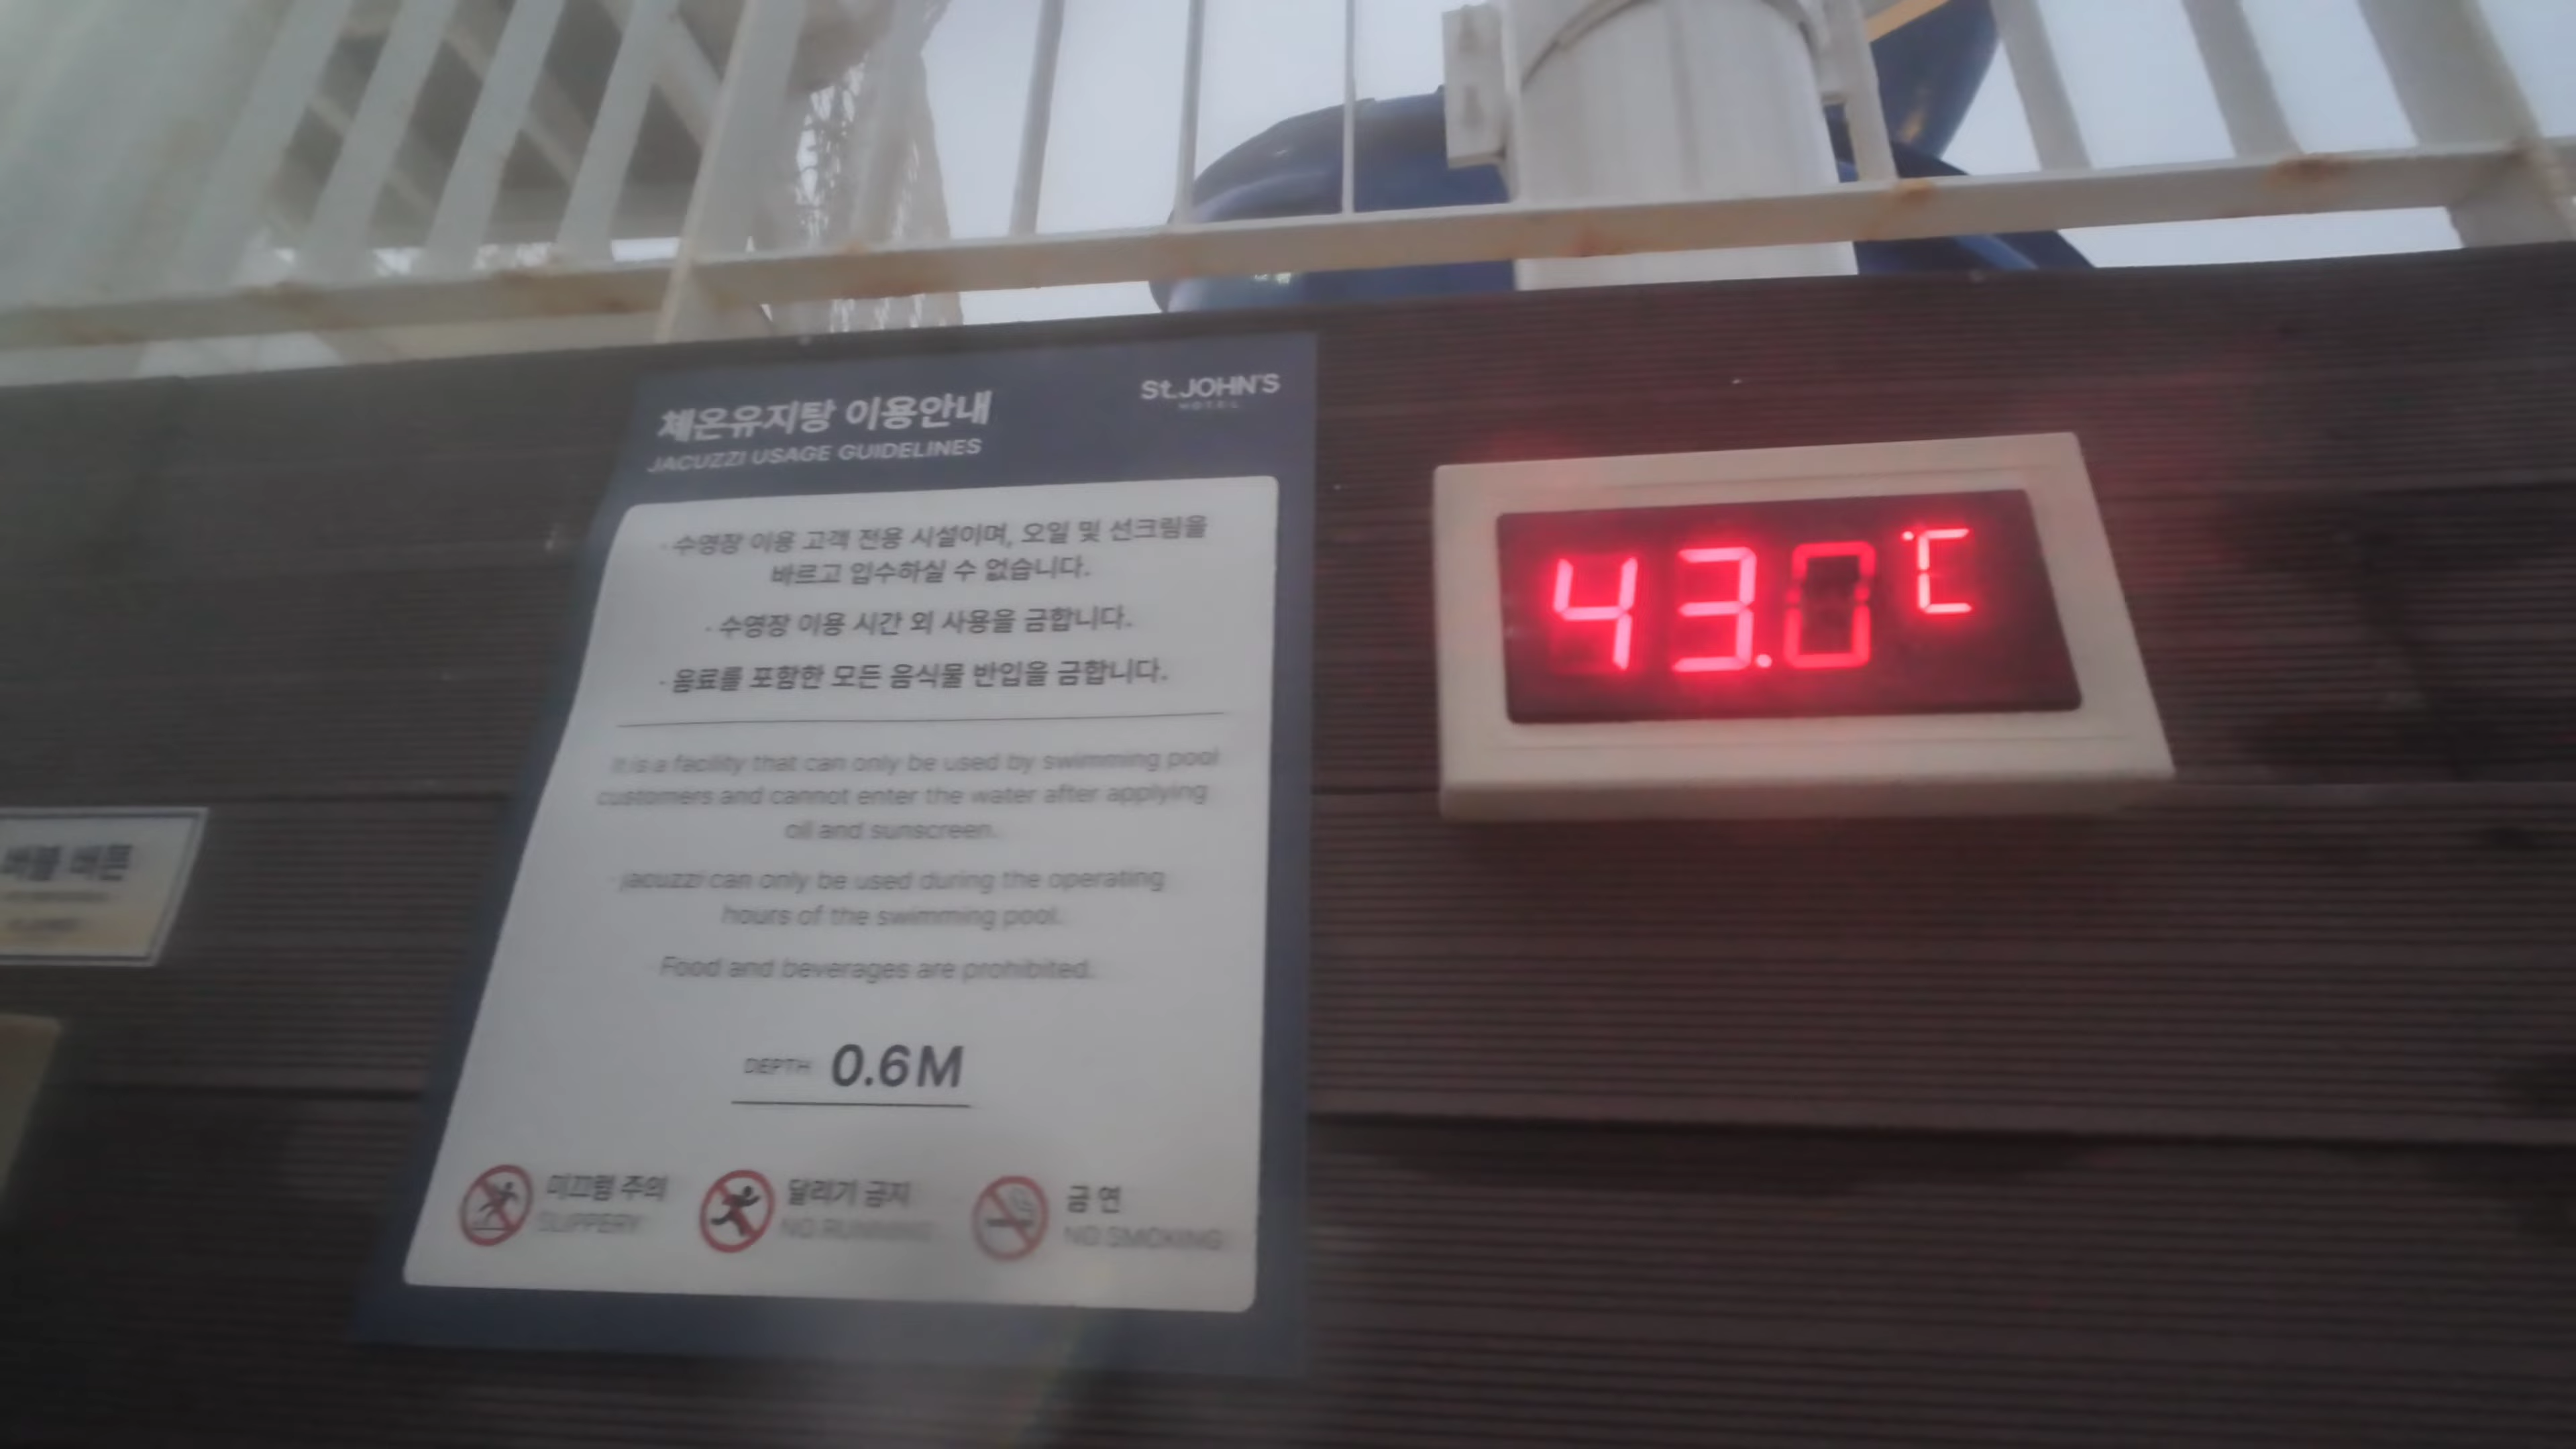 체온유지탕 이용안내
JACUZZI USAGE GUIDELINES
St.JOHN'S
HOTEL
· 수영장 이용 고객 전용 시설이며, 오일 및 선크림을
바르고 입수하실 수 없습니다.
· 수영장 이용 시간 외 사용을 금합니다.
· 음료를 포함한 모든 음식물 반입을 금합니다.
It is a facility that can only be used by swimming pool
customers and cannot enter the water after applying
oil and sunscreen.
jacuzzi can only be used during the operating
hours of the swimming pool.
Food and beverages are prohibited.
DEPTH 0.6M
미끄럼 주의
SLIPPERY
달리기 금지
NO RUNNING
금 연
NO SMOKING
43.0 °C
버블 버튼